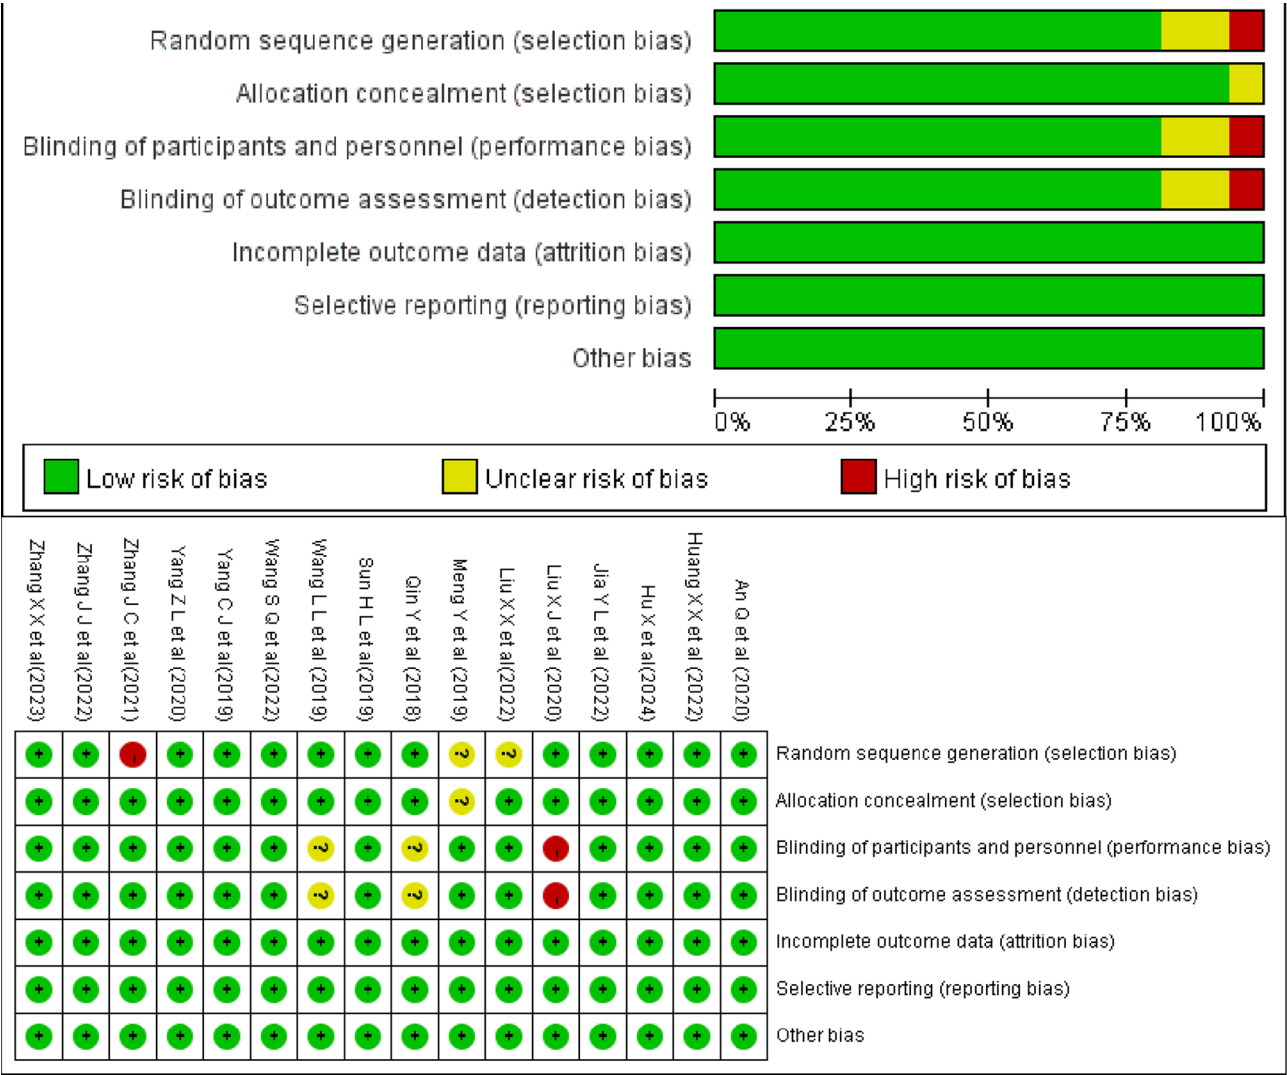 Random sequence generation (selection bias)
Allocation concealment (selection bias)
Blinding of participants and personnel (performance bias)
Blinding of outcome assessment (detection bias)
Incomplete outcome data (attrition bias)
Selective reporting (reporting bias)
Other bias
0% 25% 50% 75% 100%
Low risk of bias Unclear risk of bias High risk of bias
Zhang X X et al(2023)
Zhang J J et al(2022)
Zhang J C et al(2021)
Yang Z L et al (2020)
Yang C J et al(2019)
Wang S Q et al(2022)
Wang L L et al (2019)
Sun H L et al(2019)
Qin Y et al (2018)
Meng Y et al (2019)
Liu X X et al(2022)
Liu X J et al (2020)
Jia Y L et al (2022)
Hu X et al(2024)
Huang X X et al (2022)
An Q et al (2020)
+ + - + + + + + + ? ? + + + + + Random sequence generation (selection bias)
+ + + + + + + + + ? + + + + + + Allocation concealment (selection bias)
+ + + + + + ? + ? + + - + + + + Blinding of participants and personnel (performance bias)
+ + + + + + ? + ? + + - + + + + Blinding of outcome assessment (detection bias)
+ + + + + + + + + + + + + + + + Incomplete outcome data (attrition bias)
+ + + + + + + + + + + + + + + + Selective reporting (reporting bias)
+ + + + + + + + + + + + + + + + Other bias